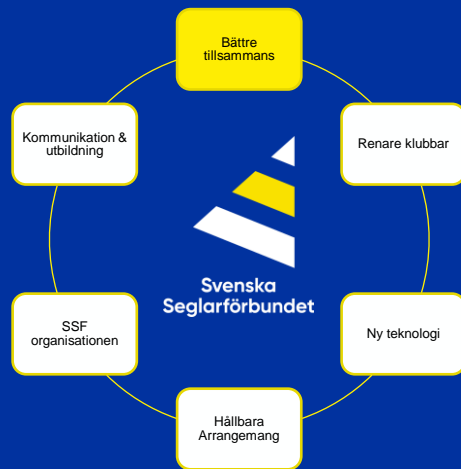 Bättre
tillsammans
Kommunikation &
utbildning
Renare klubbar
Svenska
Seglarförbundet
SSF
organisationen
Ny teknologi
Hållbara
Arrangemang